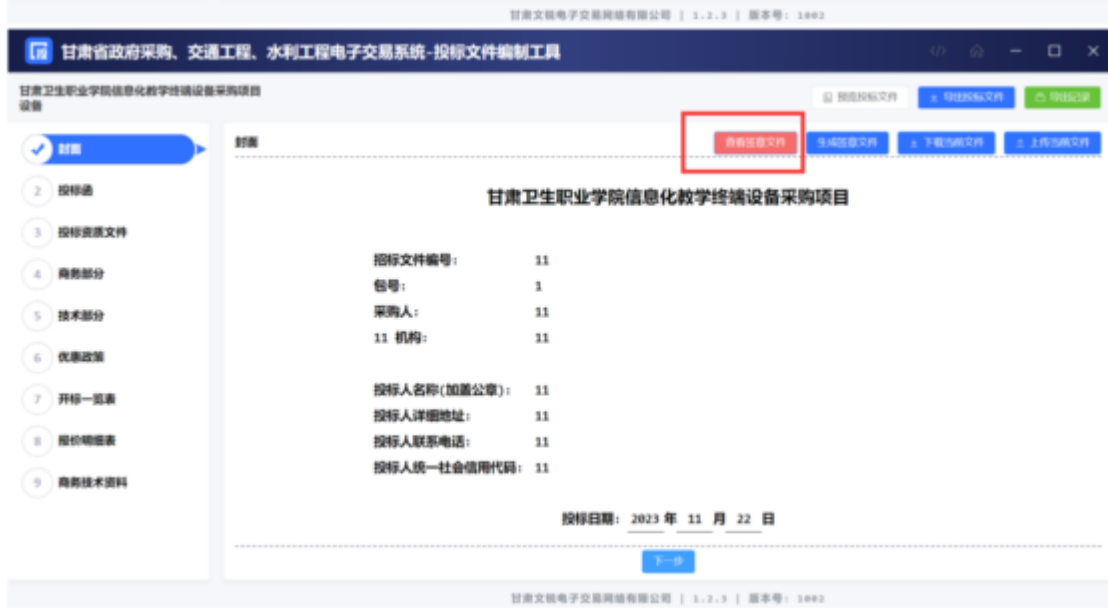 甘肃文锐电子交易网络有限公司 | 1.2.3 | 版本号: 1002
甘肃省政府采购、交通工程、水利工程电子交易系统-投标文件编制工具
甘肃卫生职业学院信息化教学终端设备采购项目
设备
预览投标文件
导出投标文件
导出记录
封面
封面
查看签章文件
生成签章文件
下载当前文件
上传当前文件
2 投标函
3 投标资质文件
4 商务部分
5 技术部分
6 优惠政策
7 开标一览表
8 报价明细表
9 商务技术资料
甘肃卫生职业学院信息化教学终端设备采购项目
招标文件编号: 11
包号: 1
采购人: 11
11 机构: 11
投标人名称(加盖公章): 11
投标人详细地址: 11
投标人联系电话: 11
投标人统一社会信用代码: 11
投标日期: 2023 年 11 月 22 日
下一步
甘肃文锐电子交易网络有限公司 | 1.2.3 | 版本号: 1002